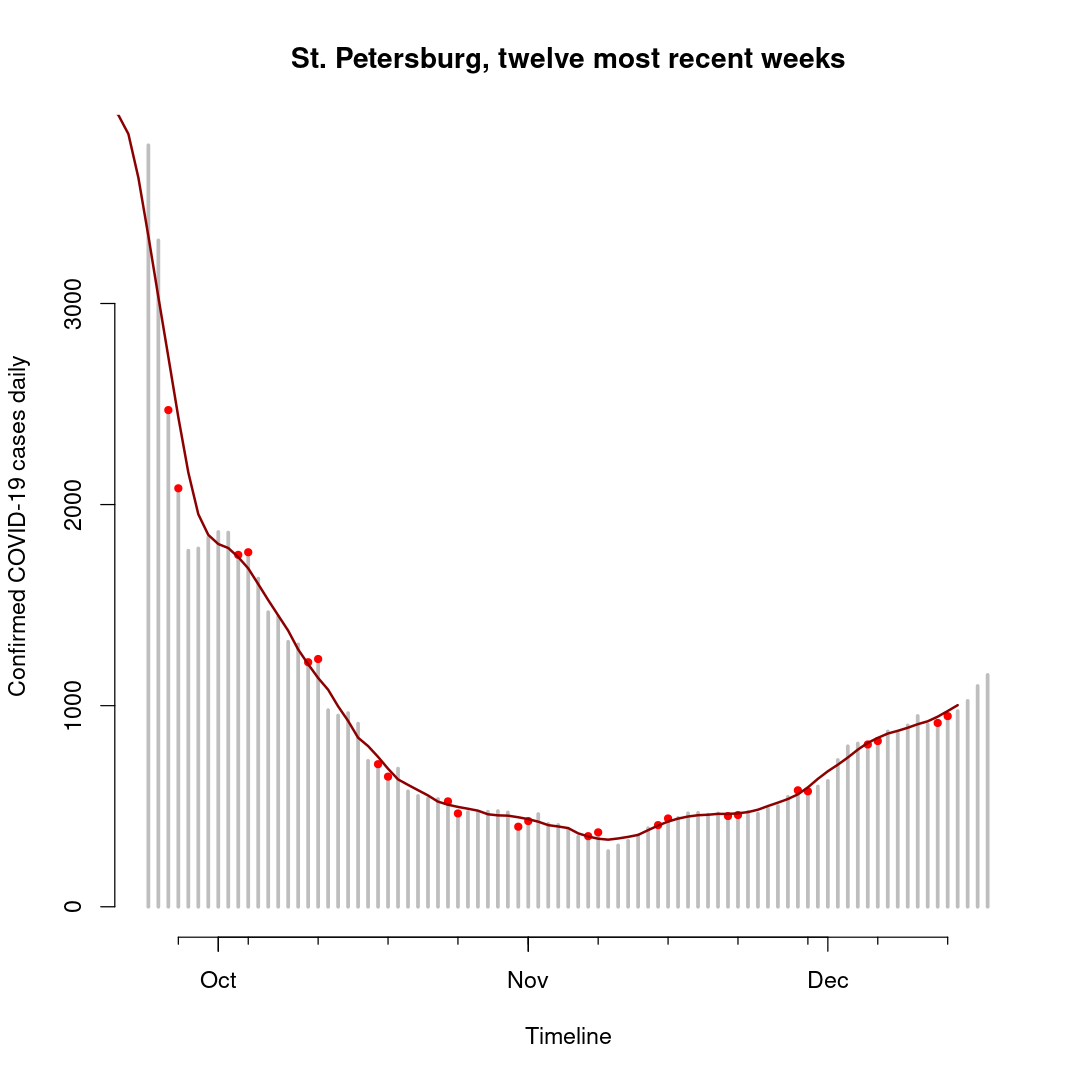 St. Petersburg, twelve most recent weeks
Confirmed COVID-19 cases daily
3000
2000
1000
0
Oct Nov Dec
Timeline